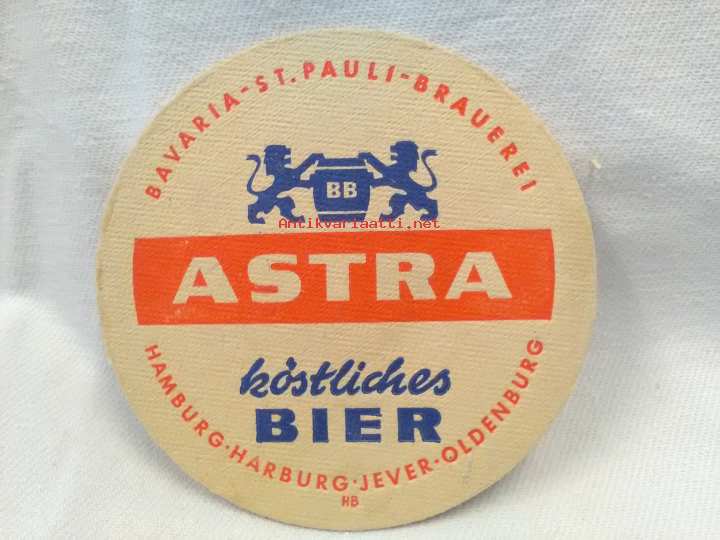 BAVARIA-ST. PAULI-BRAUEREI
BB
Antikvariaatti.net
ASTRA
köstliches
BIER
HAMBURG·HARBURG·JEVER·OLDENBURG
HB